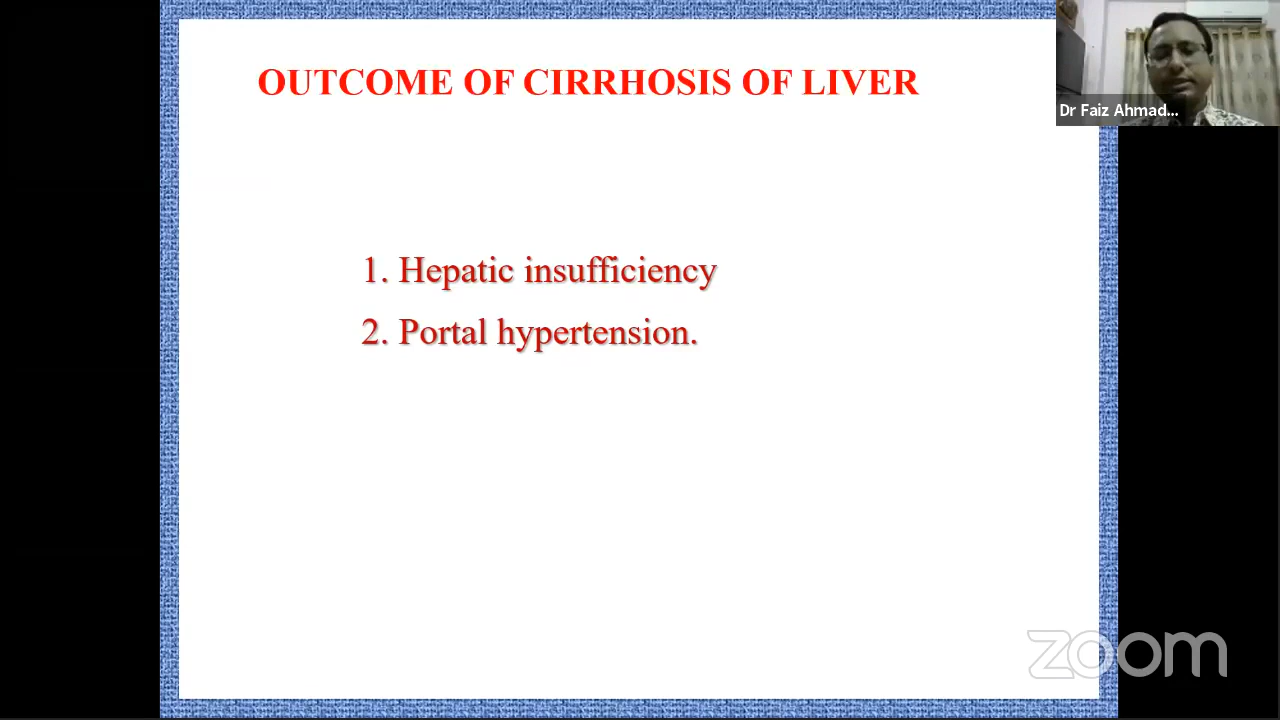 OUTCOME OF CIRRHOSIS OF LIVER
Dr Faiz Ahmad...
1. Hepatic insufficiency
2. Portal hypertension.
zoom